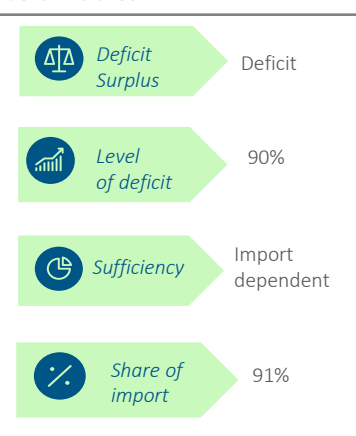 Deficit
Surplus
Deficit
Level
of deficit
90%
Sufficiency
Import
dependent
Share of
import
91%